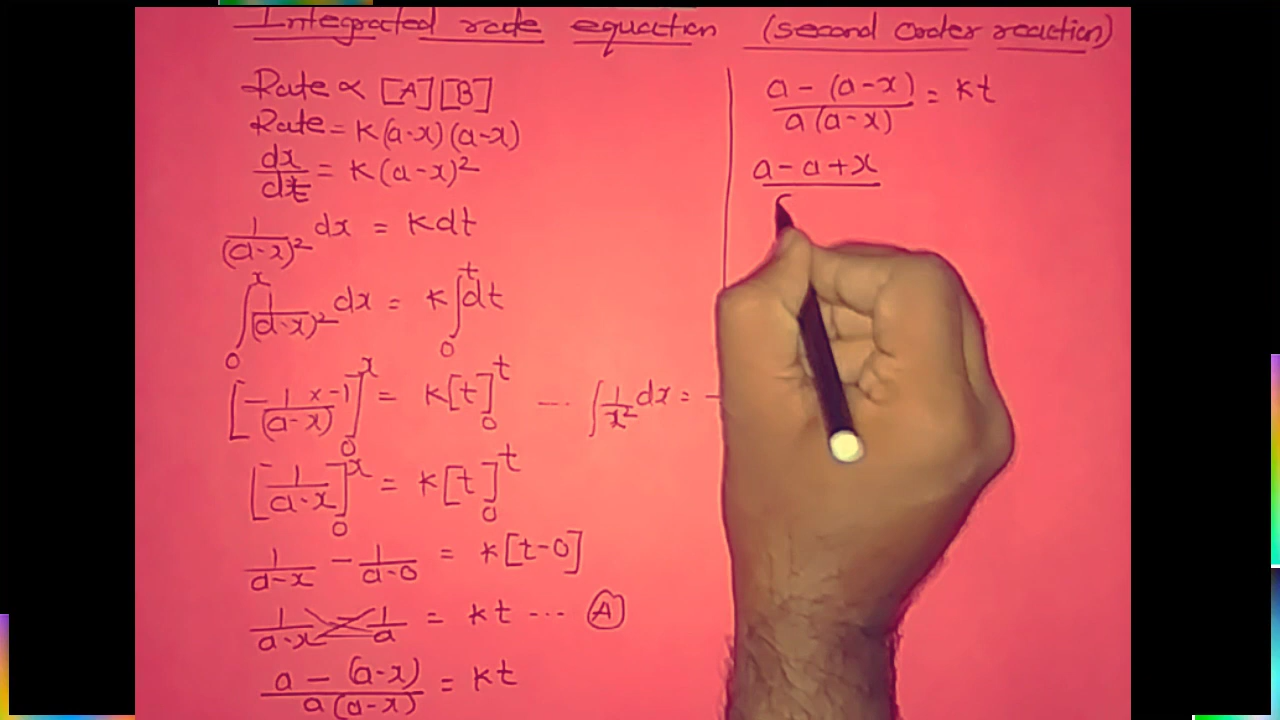 Integrated rate equation (second order reaction)
Rate ∝ [A][B]
Rate = k(a-x)(a-x)
dx/dt = k(a-x)²
1/(a-x)² dx = kdt
∫₀ˣ 1/(a-x)² dx = k∫₀ᵗ dt
[-1/(a-x) x -1]₀ˣ = k[t]₀ᵗ --- ∫1/x² dx = -
[1/a-x]₀ˣ = k[t]₀ᵗ
1/a-x - 1/a-0 = k[t-0]
1/a-x - 1/a = kt --- (A)
a - (a-x)/a(a-x) = kt
a - (a-x)/a(a-x) = kt
a - a + x